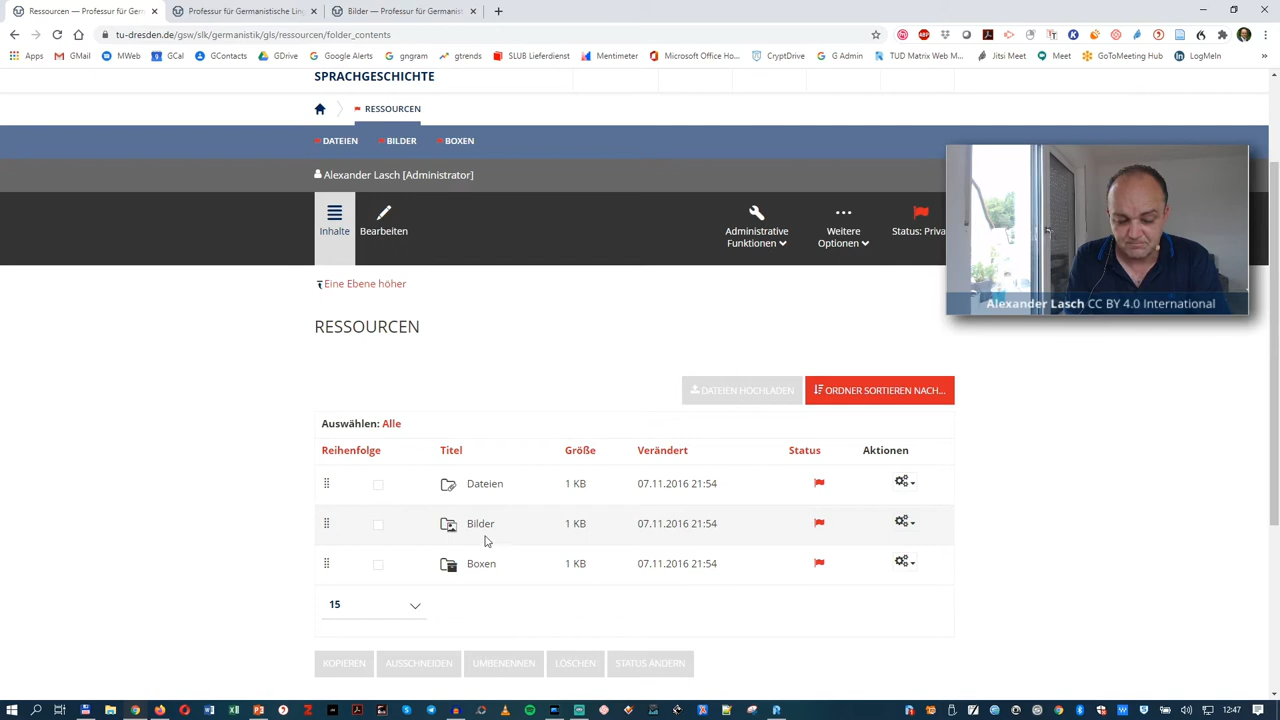 Ressourcen — Professur für Germ
Professur für Germanistische Ling
Bilder — Professur für Germanist
tu-dresden.de/gsw/slk/germanistik/gls/ressourcen/folder_contents
Apps GMail MWeb GCal GContacts GDrive Google Alerts gngram gtrends SLUB Lieferdienst Mentimeter Microsoft Office Ho... CryptDrive G Admin TUD Matrix Web M... Jitsi Meet Meet GoToMeeting Hub LogMeIn
SPRACHGESCHICHTE
RESSOURCEN
DATEIEN BILDER BOXEN
Alexander Lasch [Administrator]
Inhalte
Bearbeiten
Administrative Funktionen
Weitere Optionen
Status: Priva
Alexander Lasch CC BY 4.0 International
Eine Ebene höher
RESSOURCEN
DATEIEN HOCHLADEN
ORDNER SORTIEREN NACH...
Auswählen: Alle
Reihenfolge Titel Größe Verändert Status Aktionen
Dateien 1 KB 07.11.2016 21:54
Bilder 1 KB 07.11.2016 21:54
Boxen 1 KB 07.11.2016 21:54
15
KOPIEREN AUSSCHNEIDEN UMBENENNEN LÖSCHEN STATUS ÄNDERN
12:47